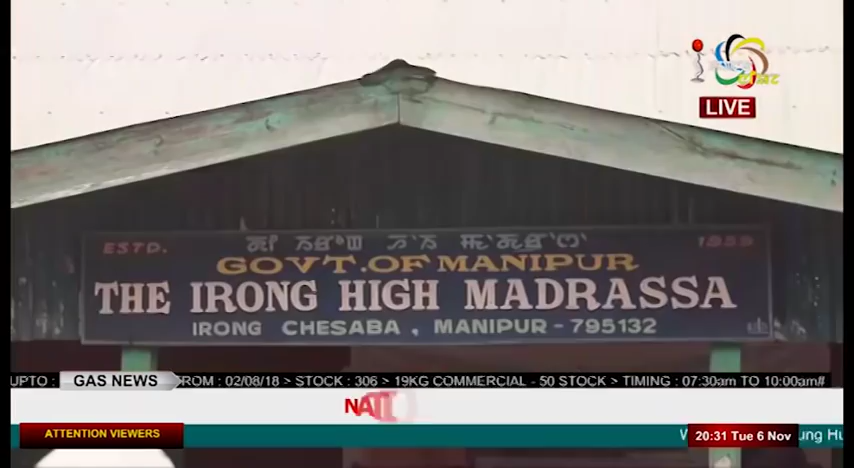 LIVE
ESTD.
GOVT. OF MANIPUR
THE IRONG HIGH MADRASSA
IRONG CHESABA, MANIPUR - 795132
UPTO :
GAS NEWS
FROM : 02/08/18 > STOCK : 306 > 19KG COMMERCIAL - 50 STOCK > TIMING : 07:30am TO 10:00am#
ATTENTION VIEWERS
20:31 Tue 6 Nov